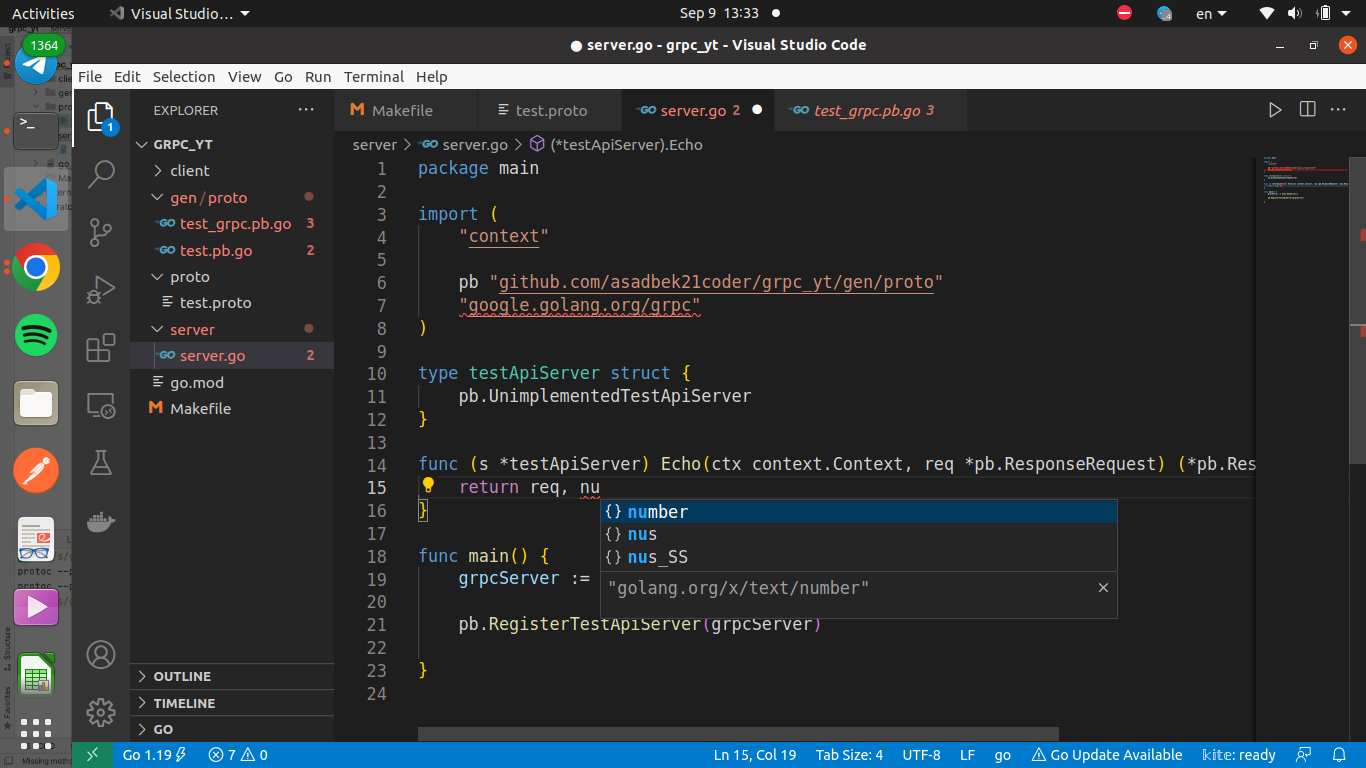 Activities
Visual Studio… ▾
Sep 9 13:33
en
1364
● server.go - grpc_yt - Visual Studio Code
File Edit Selection View Go Run Terminal Help
EXPLORER ···
Makefile
test.proto
server.go 2
test_grpc.pb.go 3
1
GRPC_YT
client
gen/proto
test_grpc.pb.go 3
test.pb.go 2
proto
test.proto
server
server.go 2
go.mod
Makefile
OUTLINE
TIMELINE
GO
server > server.go > (*testApiServer).Echo
1 package main
2
3 import (
4 "context"
5
6 pb "github.com/asadbek21coder/grpc_yt/gen/proto"
7 "google.golang.org/grpc"
8 )
9
10 type testApiServer struct {
11 pb.UnimplementedTestApiServer
12 }
13
14 func (s *testApiServer) Echo(ctx context.Context, req *pb.ResponseRequest) (*pb.Res
15 return req, nu
16 }
17
18 func main() {
19 grpcServer :=
20
21 pb.RegisterTestApiServer(grpcServer)
22
23 }
24
{} number
{} nus
{} nus_SS
"golang.org/x/text/number"
Go 1.19
7
0
Ln 15, Col 19
Tab Size: 4
UTF-8
LF
go
Go Update Available
kite: ready